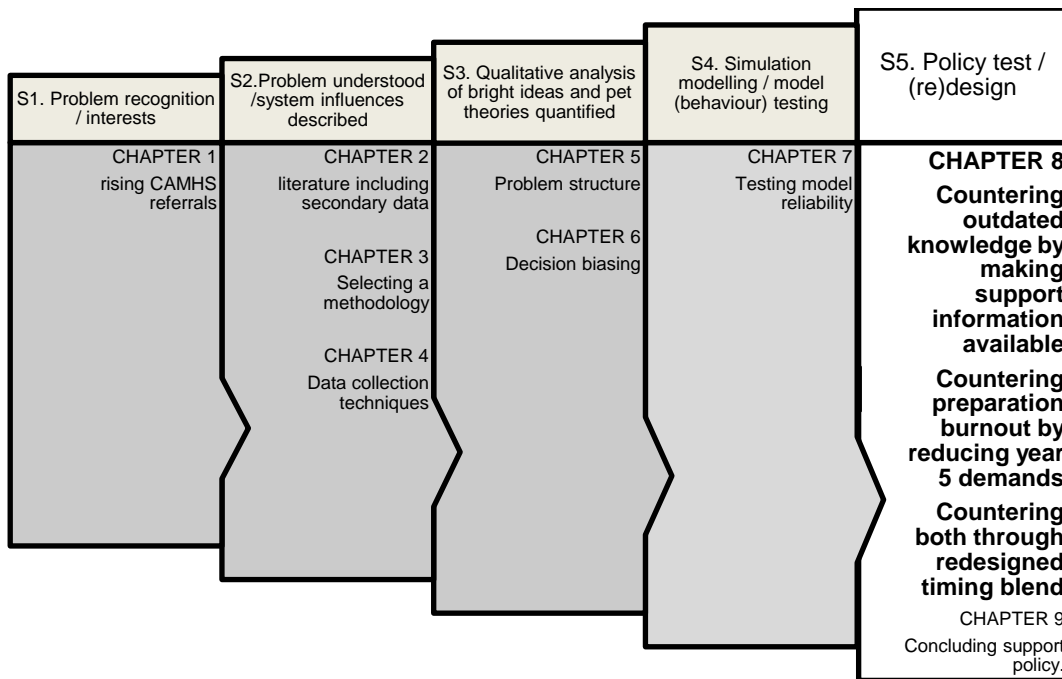 S1. Problem recognition
/ interests
CHAPTER 1
rising CAMHS
referrals
S2.Problem understood
/system influences
described
CHAPTER 2
literature including
secondary data
CHAPTER 3
Selecting a
methodology
CHAPTER 4
Data collection
techniques
S3. Qualitative analysis
of bright ideas and pet
theories quantified
CHAPTER 5
Problem structure
CHAPTER 6
Decision biasing
S4. Simulation
modelling / model
(behaviour) testing
CHAPTER 7
Testing model
reliability
S5. Policy test /
(re)design
CHAPTER 8
Countering
outdated
knowledge by
making
support
information
available
Countering
preparation
burnout by
reducing year
5 demands
Countering
both through
redesigned
timing blend
CHAPTER 9
Concluding support
policy.